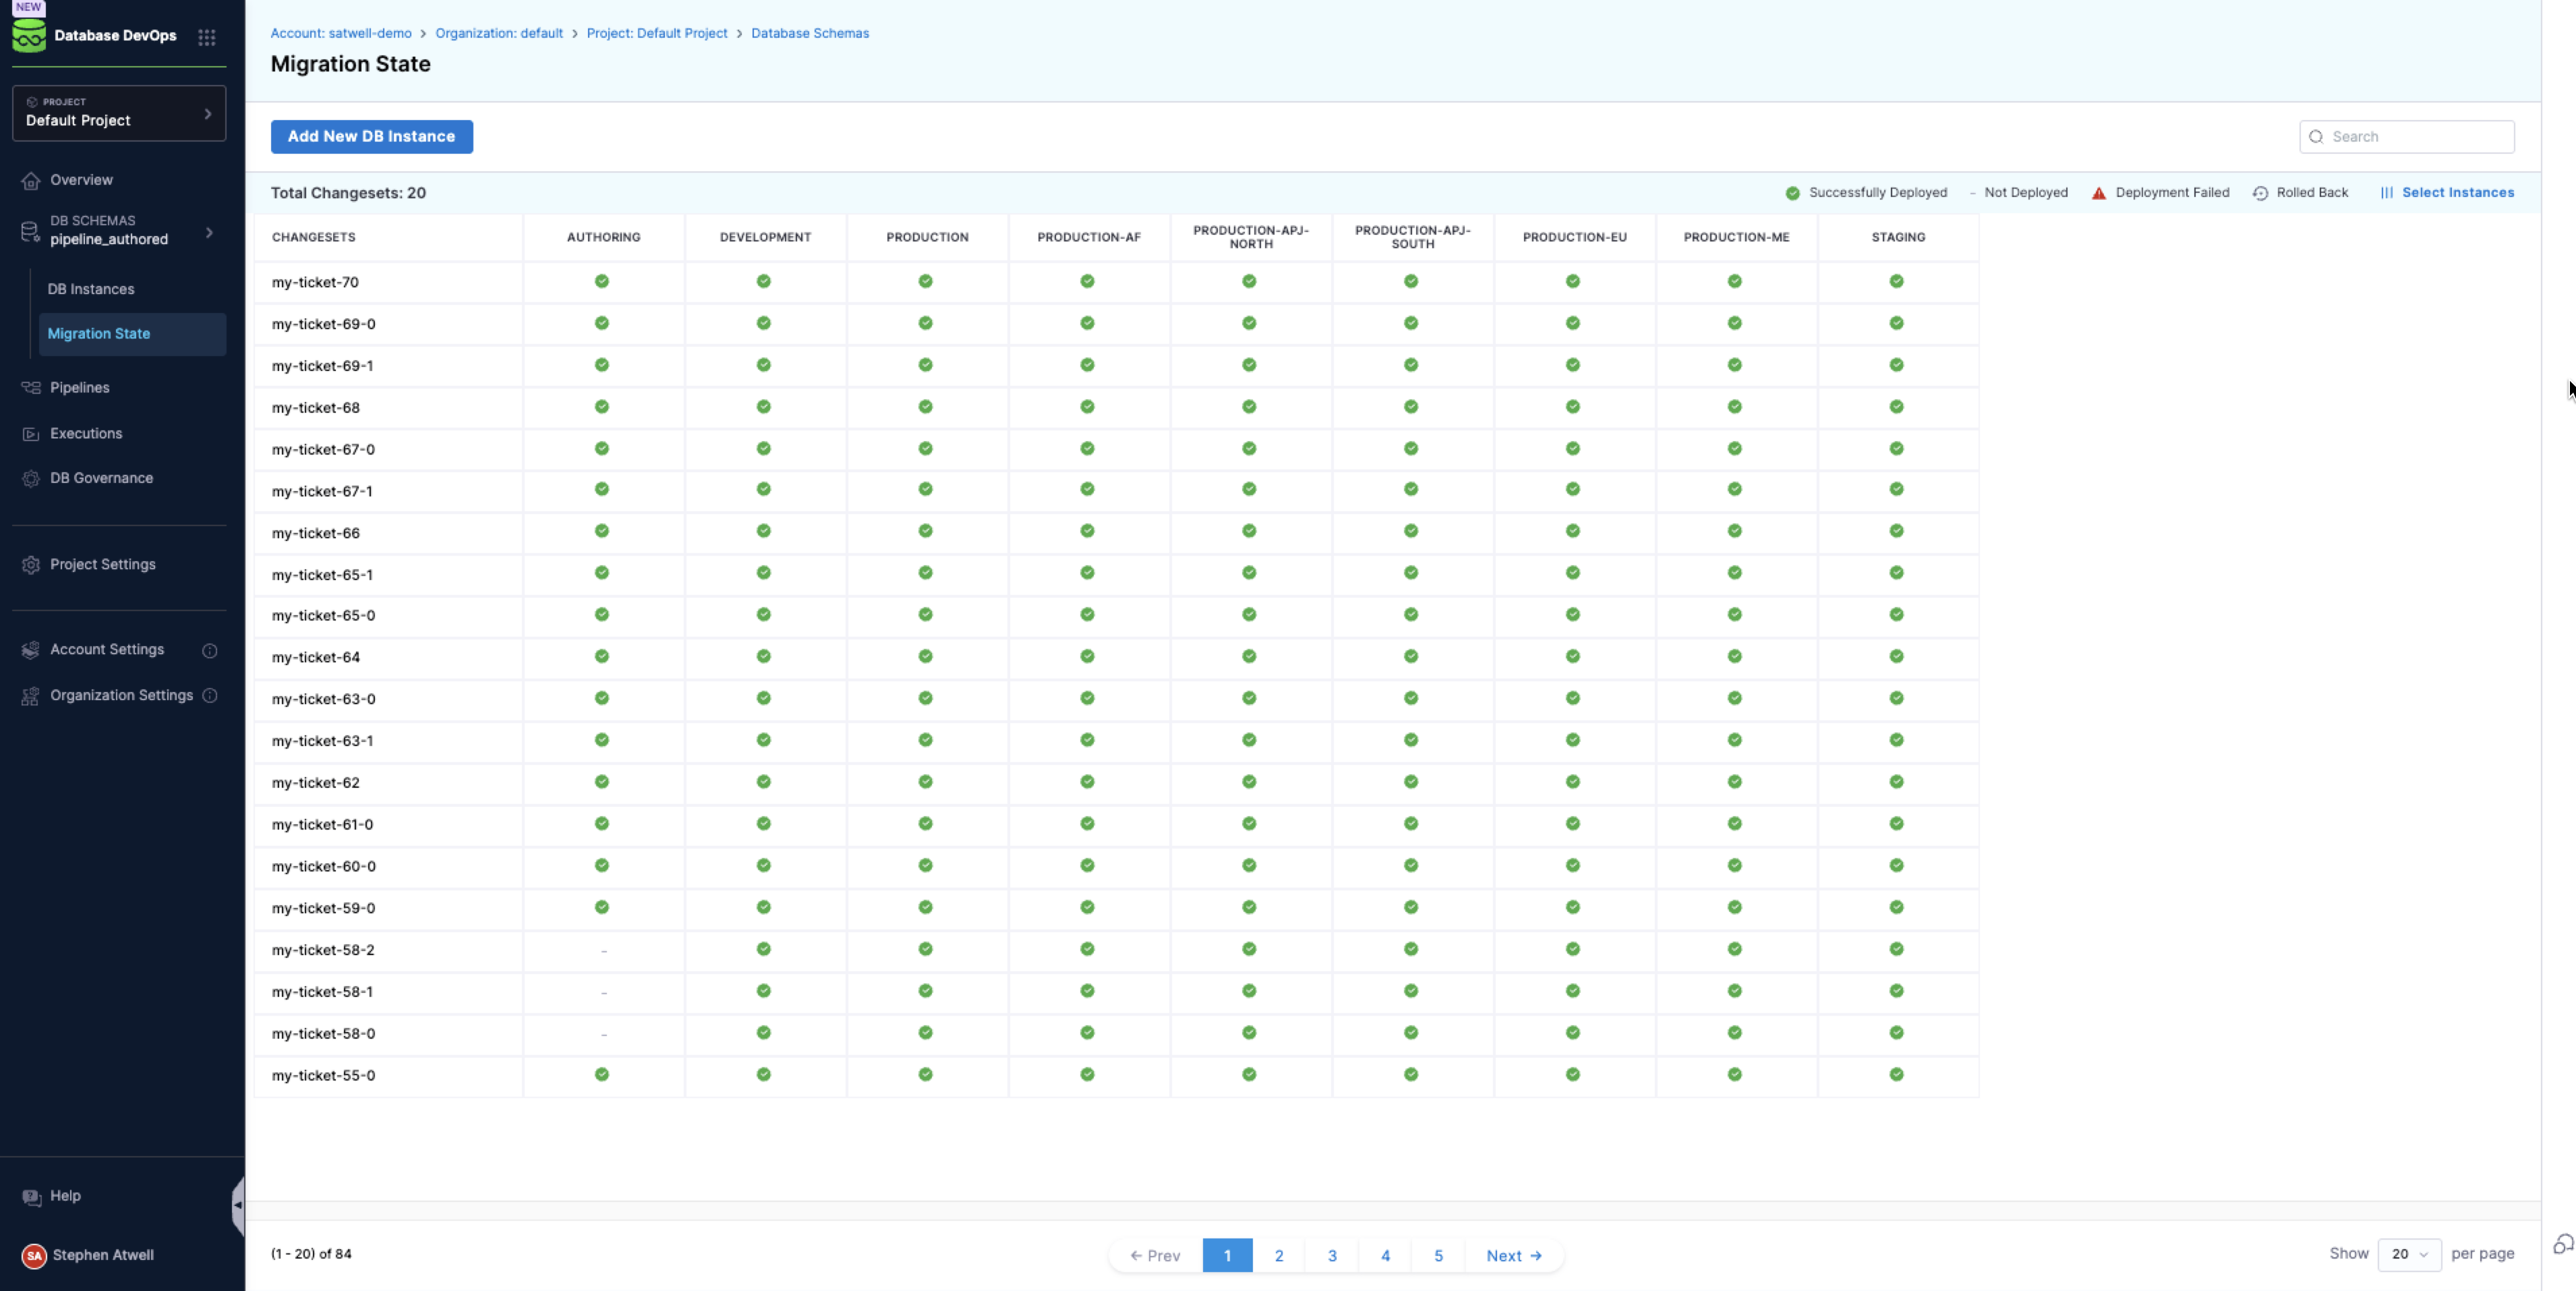 NEW
Database DevOps
PROJECT
Default Project
Overview
DB SCHEMAS
pipeline_authored
DB Instances
Migration State
Pipelines
Executions
DB Governance
Project Settings
Account Settings
Organization Settings
Help
SA Stephen Atwell
Account: satwell-demo > Organization: default > Project: Default Project > Database Schemas
Migration State
Add New DB Instance
Search
Total Changesets: 20
Successfully Deployed - Not Deployed Deployment Failed Rolled Back Select Instances
CHANGESETS AUTHORING DEVELOPMENT PRODUCTION PRODUCTION-AF PRODUCTION-APJ-NORTH PRODUCTION-APJ-SOUTH PRODUCTION-EU PRODUCTION-ME STAGING
my-ticket-70
my-ticket-69-0
my-ticket-69-1
my-ticket-68
my-ticket-67-0
my-ticket-67-1
my-ticket-66
my-ticket-65-1
my-ticket-65-0
my-ticket-64
my-ticket-63-0
my-ticket-63-1
my-ticket-62
my-ticket-61-0
my-ticket-60-0
my-ticket-59-0
my-ticket-58-2 -
my-ticket-58-1 -
my-ticket-58-0 -
my-ticket-55-0
(1 - 20) of 84
← Prev 1 2 3 4 5 Next →
Show 20 per page